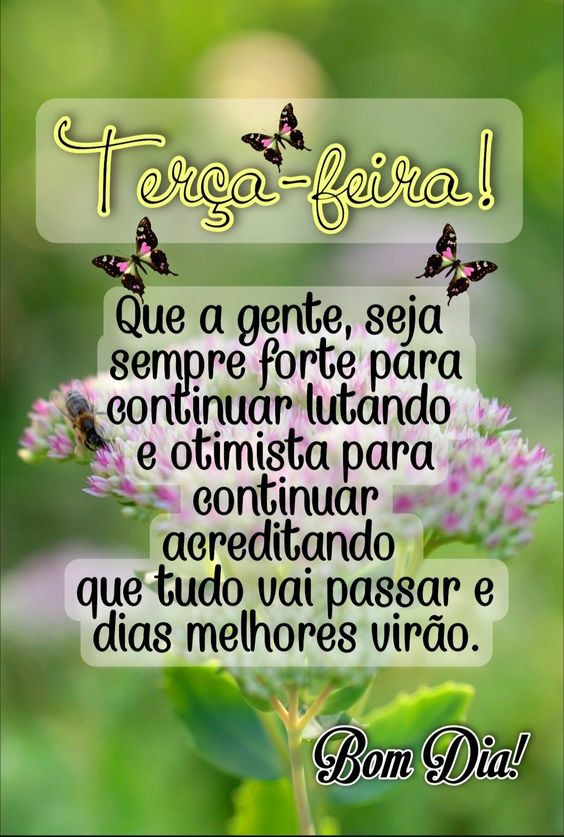 Terça-feira!
Que a gente, seja
sempre forte para
continuar lutando
e otimista para
continuar
acreditando
que tudo vai passar e
dias melhores virão.
Bom Dia!